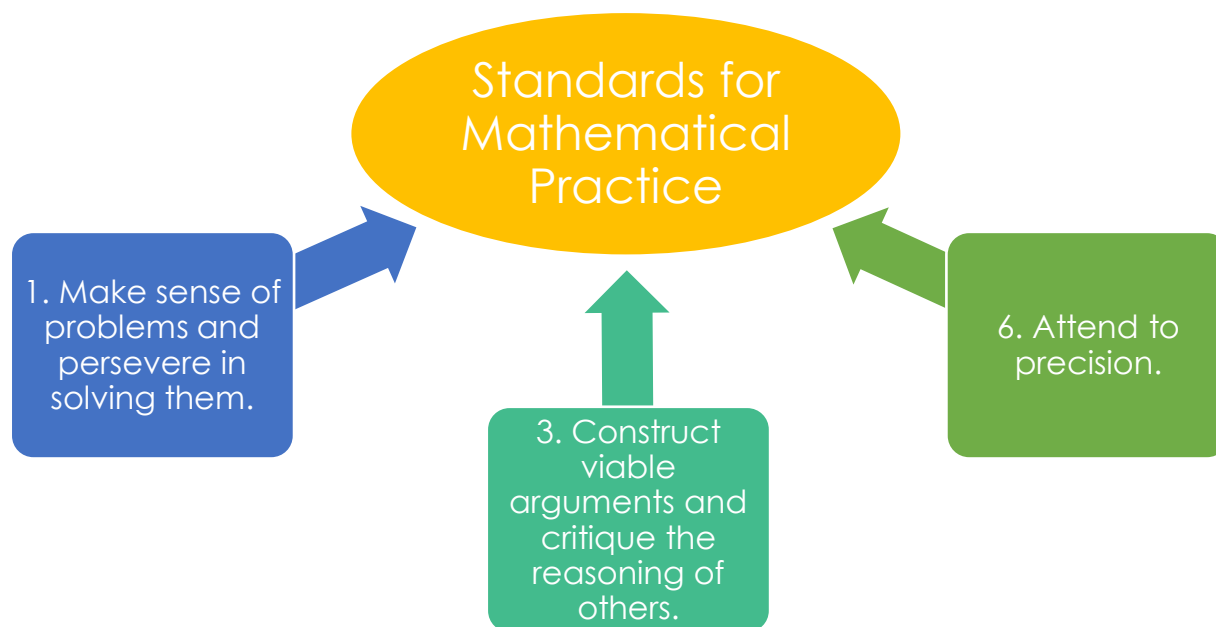 Standards for
Mathematical
Practice
1. Make sense of
problems and
persevere in
solving them.
3. Construct
viable
arguments and
critique the
reasoning of
others.
6. Attend to
precision.